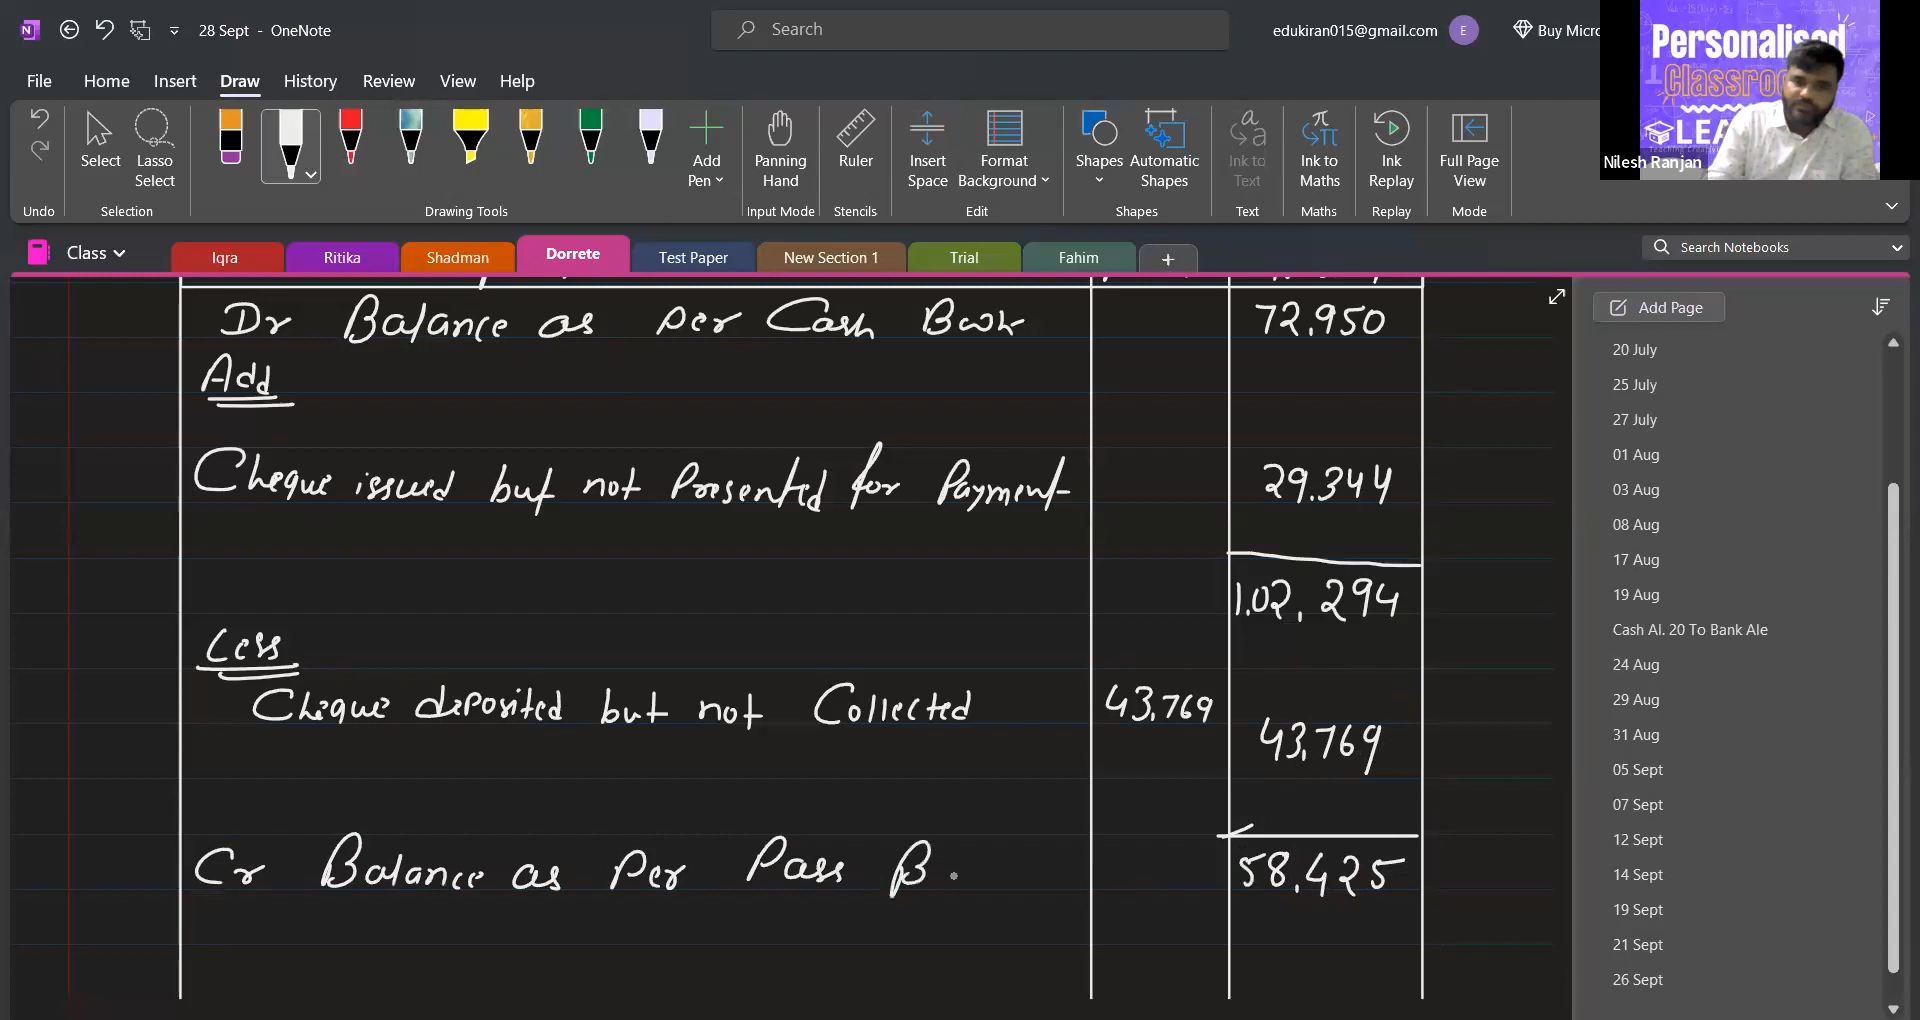 28 Sept - OneNote
Search
edukiran015@gmail.com
E
Buy Micro
Personalised
Classroo
LEA
Nilesh Ranjan
File Home Insert Draw History Review View Help
Select
Lasso Select
Add Pen
Panning Hand
Ruler
Insert Space
Format Background
Shapes
Automatic Shapes
Ink to Text
Ink to Maths
Ink Replay
Full Page View
Undo Selection Drawing Tools Input Mode Stencils Edit Shapes Text Maths Replay Mode
Class Iqra Ritika Shadman Dorrete Test Paper New Section 1 Trial Fahim +
Search Notebooks
Dr Balance as per Cash Book 72,950
Add
Cheque issued but not Presented for Payment 29,344
1,02,294
Less
Cheque deposited but not Collected 43,769
43,769
Cr Balance as Per Pass B 58,425
Add Page
20 July
25 July
27 July
01 Aug
03 Aug
08 Aug
17 Aug
19 Aug
Cash Al. 20 To Bank Ale
24 Aug
29 Aug
31 Aug
05 Sept
07 Sept
12 Sept
14 Sept
19 Sept
21 Sept
26 Sept